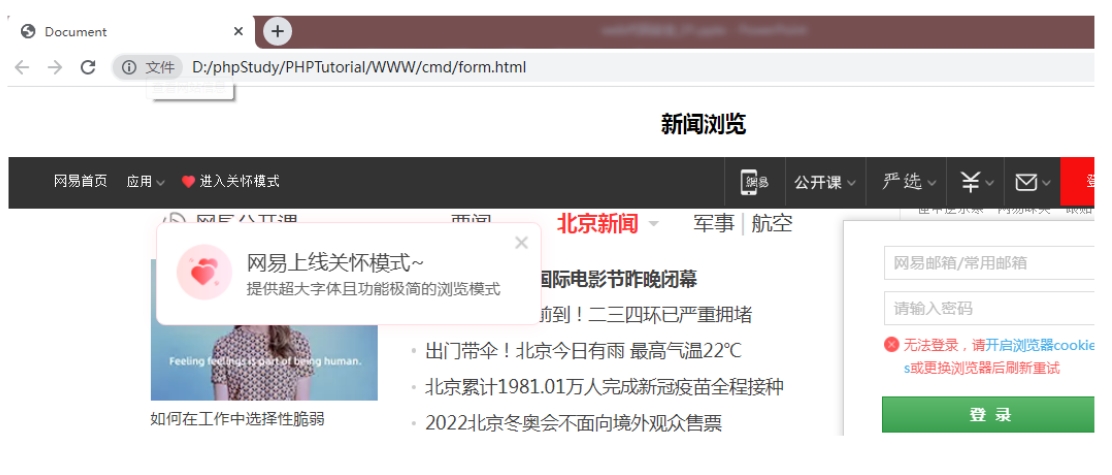 Document
文件 D:/phpStudy/PHPTutorial/WWW/cmd/form.html
新闻浏览
网易首页 应用 进入关怀模式 公开课 严选
要闻 北京新闻 军事 | 航空
网易上线关怀模式~
提供超大字体且功能极简的浏览模式
国际电影节昨晚闭幕
前到！二三四环已严重拥堵
出门带伞！北京今日有雨 最高气温22℃
北京累计1981.01万人完成新冠疫苗全程接种
2022北京冬奥会不面向境外观众售票
Feeling feelings is part of being human.
如何在工作中选择性脆弱
网易邮箱/常用邮箱
请输入密码
无法登录，请开启浏览器cookie
s或更换浏览器后刷新重试
登 录